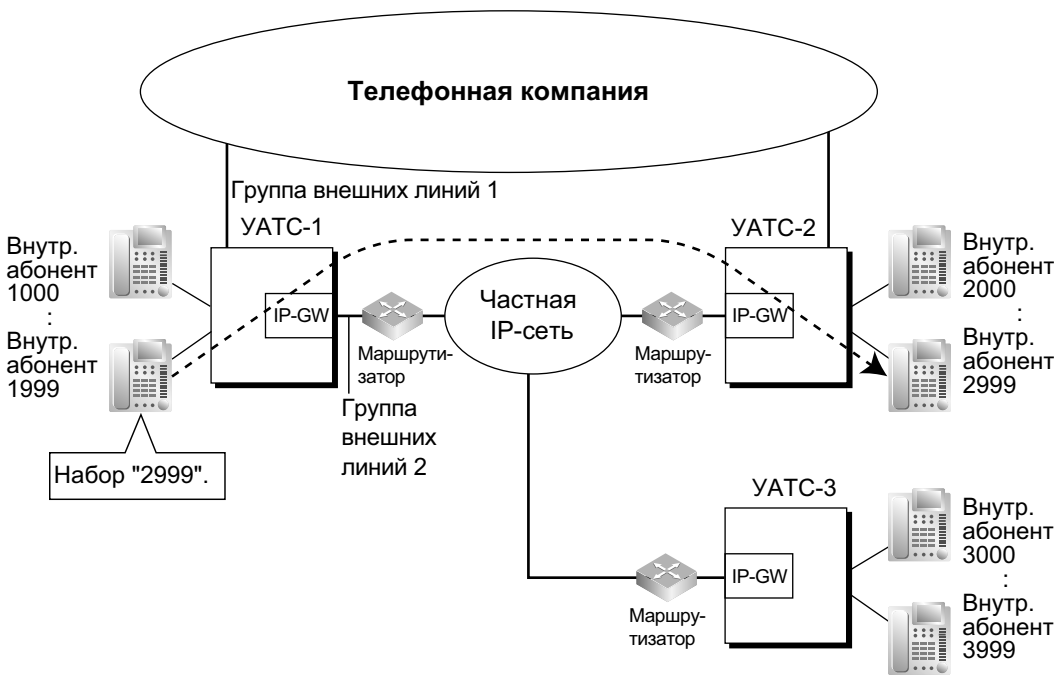 Телефонная компания
Группа внешних линий 1
УАТС-1
УАТС-2
Внутр.
абонент
1000
:
Внутр.
абонент
1999
IP-GW
Маршрути-
затор
Частная
IP-сеть
Маршру-
тизатор
IP-GW
Внутр.
абонент
2000
:
Внутр.
абонент
2999
Группа
внешних
линий 2
Набор "2999".
УАТС-3
IP-GW
Маршру-
тизатор
Внутр.
абонент
3000
:
Внутр.
абонент
3999